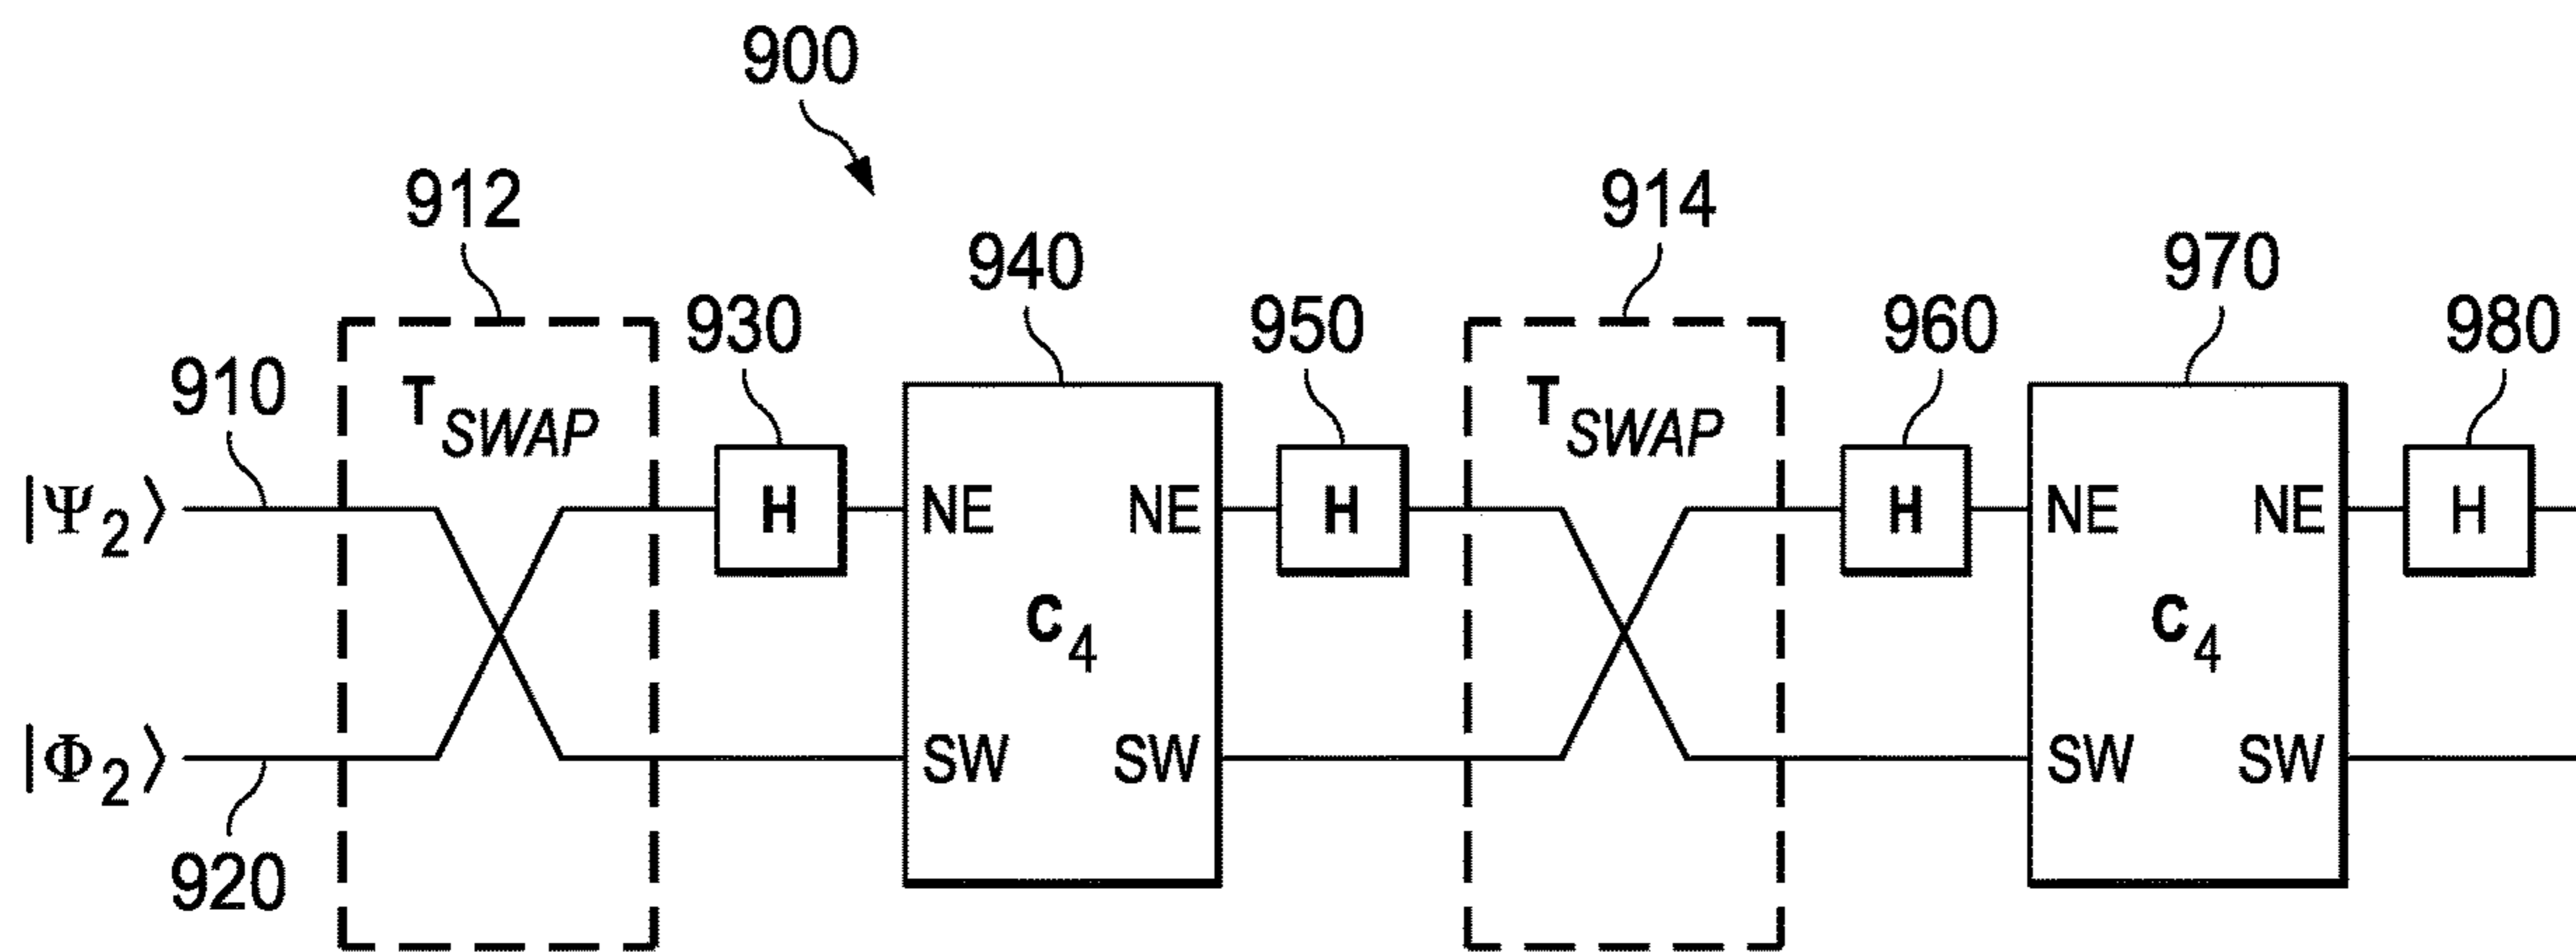 900
912
914
940
970
930
950
960
980
910
T SWAP
T SWAP
|Ψ2⟩
H
NE
NE
H
H
NE
NE
H
C4
C4
|Φ2⟩
SW
SW
SW
SW
920